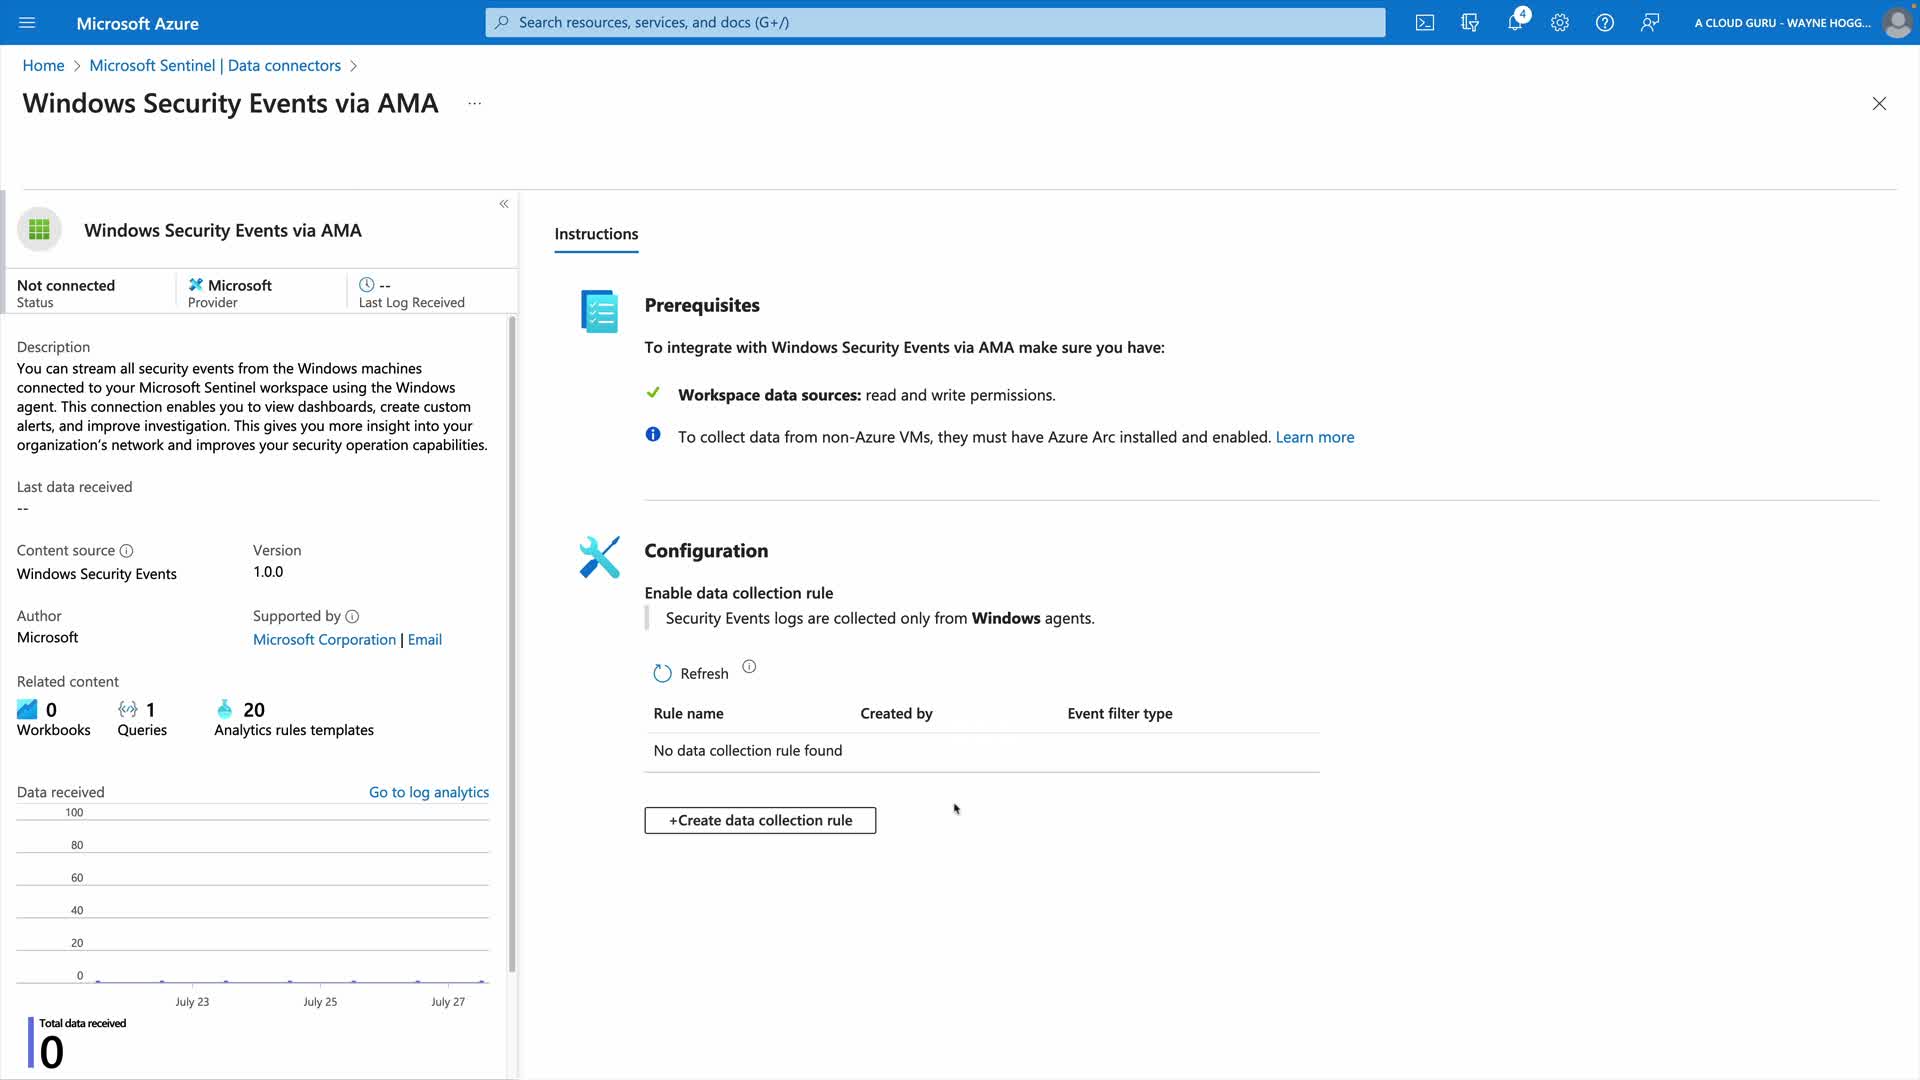 Microsoft Azure
Search resources, services, and docs (G+/)
4
A CLOUD GURU - WAYNE HOGG...
Home > Microsoft Sentinel | Data connectors >
Windows Security Events via AMA ...
Windows Security Events via AMA
Not connected
Status
Microsoft
Provider
--
Last Log Received
Description
You can stream all security events from the Windows machines
connected to your Microsoft Sentinel workspace using the Windows
agent. This connection enables you to view dashboards, create custom
alerts, and improve investigation. This gives you more insight into your
organization's network and improves your security operation capabilities.
Last data received
--
Content source
Windows Security Events
Version
1.0.0
Author
Microsoft
Supported by
Microsoft Corporation | Email
Related content
0
Workbooks
1
Queries
20
Analytics rules templates
Data received
Go to log analytics
100
80
60
40
20
0
July 23
July 25
July 27
Total data received
0
Instructions
Prerequisites
To integrate with Windows Security Events via AMA make sure you have:
Workspace data sources: read and write permissions.
To collect data from non-Azure VMs, they must have Azure Arc installed and enabled. Learn more
Configuration
Enable data collection rule
Security Events logs are collected only from Windows agents.
Refresh
Rule name Created by Event filter type
No data collection rule found
+Create data collection rule